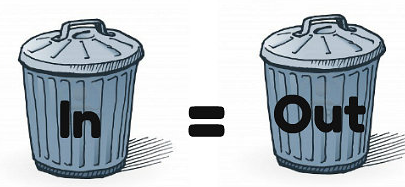 In = Out